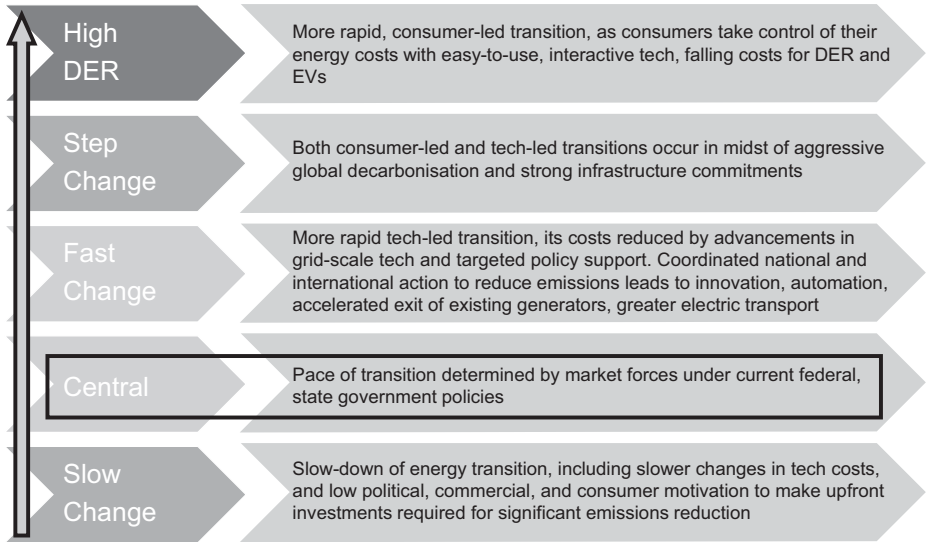 High
DER
More rapid, consumer-led transition, as consumers take control of their
energy costs with easy-to-use, interactive tech, falling costs for DER and
EVs
Step
Change
Both consumer-led and tech-led transitions occur in midst of aggressive
global decarbonisation and strong infrastructure commitments
Fast
Change
More rapid tech-led transition, its costs reduced by advancements in
grid-scale tech and targeted policy support. Coordinated national and
international action to reduce emissions leads to innovation, automation,
accelerated exit of existing generators, greater electric transport
Central
Pace of transition determined by market forces under current federal,
state government policies
Slow
Change
Slow-down of energy transition, including slower changes in tech costs,
and low political, commercial, and consumer motivation to make upfront
investments required for significant emissions reduction